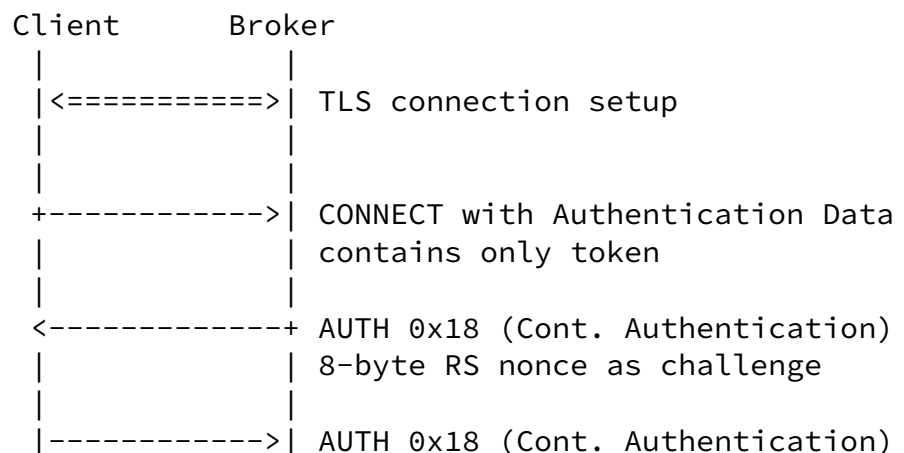 Client Broker
| |
|<===========>| TLS connection setup
| |
| |
+------------>| CONNECT with Authentication Data
| | contains only token
| |
<-------------+ AUTH 0x18 (Cont. Authentication)
| | 8-byte RS nonce as challenge
| |
|------------>| AUTH 0x18 (Cont. Authentication)